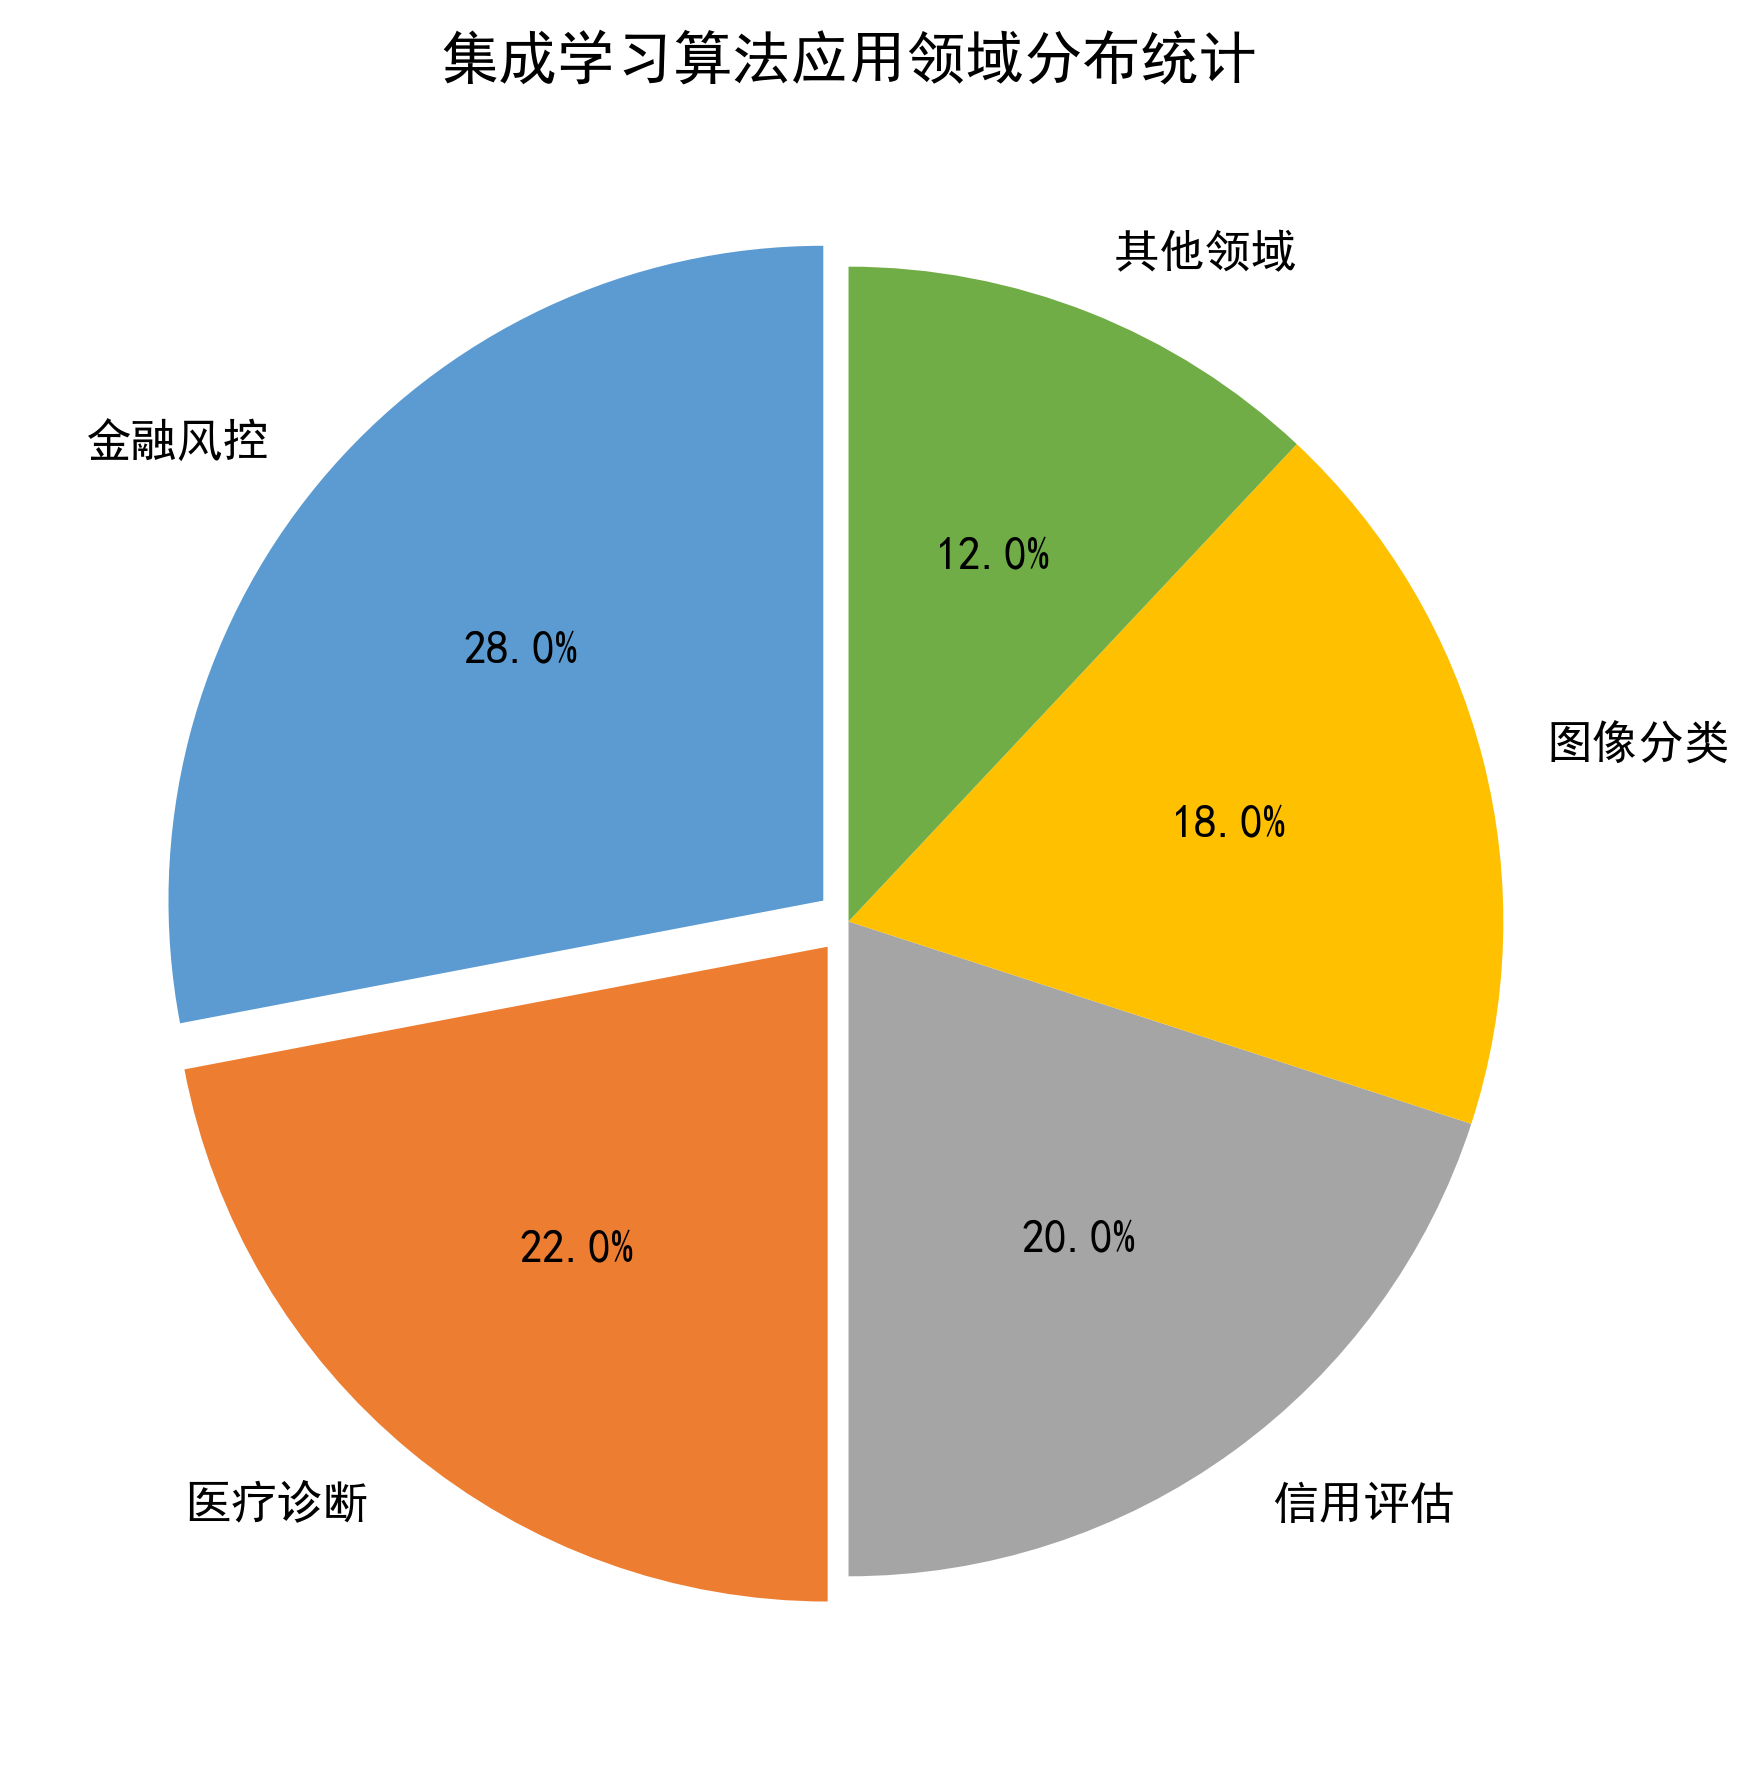 集成学习算法应用领域分布统计
其他领域
金融风控
12.0%
28.0%
图像分类
18.0%
20.0%
22.0%
医疗诊断
信用评估